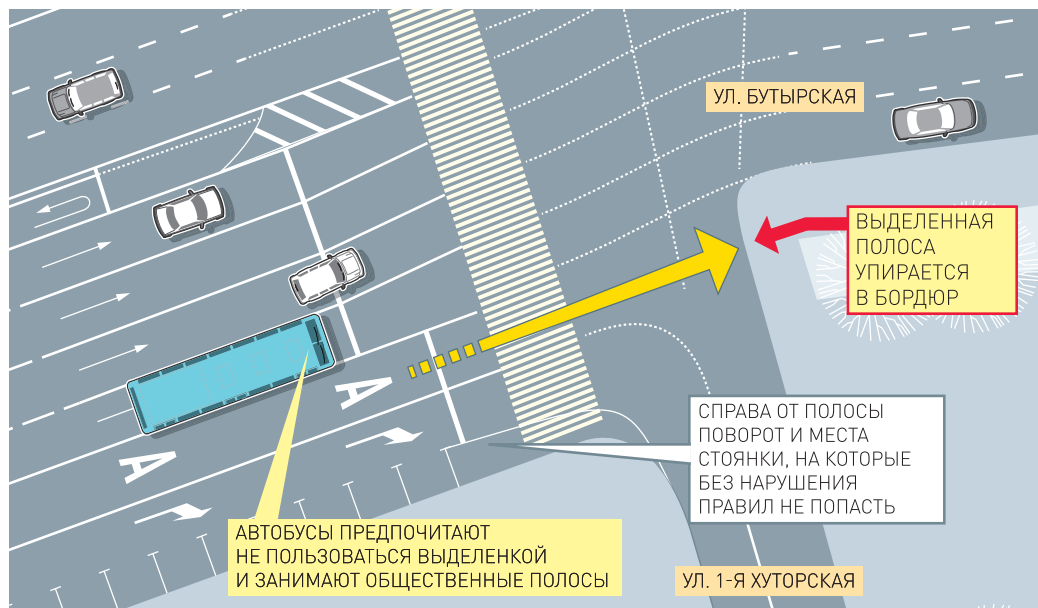 УЛ. БУТЫРСКАЯ
ВЫДЕЛЕННАЯ
ПОЛОСА
УПИРАЕТСЯ
В БОРДЮР
А
СПРАВА ОТ ПОЛОСЫ
ПОВОРОТ И МЕСТА
СТОЯНКИ, НА КОТОРЫЕ
БЕЗ НАРУШЕНИЯ
ПРАВИЛ НЕ ПОПАСТЬ
А
АВТОБУСЫ ПРЕДПОЧИТАЮТ
НЕ ПОЛЬЗОВАТЬСЯ ВЫДЕЛЕНКОЙ
И ЗАНИМАЮТ ОБЩЕСТВЕННЫЕ ПОЛОСЫ
УЛ. 1-Я ХУТОРСКАЯ